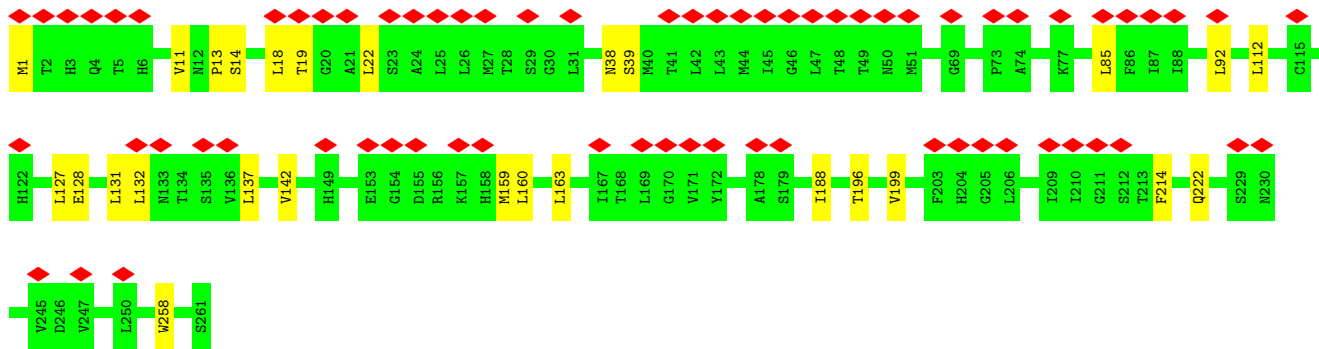 M1 T2 H3 Q4 T5 H6 V11 N12 P13 S14 L18 T19 G20 A21 L22 S23 A24 L25 L26 M27 T28 S29 G30 L31 N38 S39 M40 T41 L42 L43 M44 I45 G46 L47 T48 T49 N50 M51 G69 P73 A74 K77 L85 F86 I87 I88 L92 L112 C115
H122 L127 E128 L131 L132 N133 T134 S135 V136 L137 V142 H149 E153 G154 D155 R156 K157 H158 M159 L160 L163 I167 T168 L169 G170 V171 Y172 A178 S179 I188 T196 V199 F203 H204 G205 L206 I209 I210 G211 S212 T213 F214 Q222 S229 N230
V245 D246 V247 L250 W258 S261